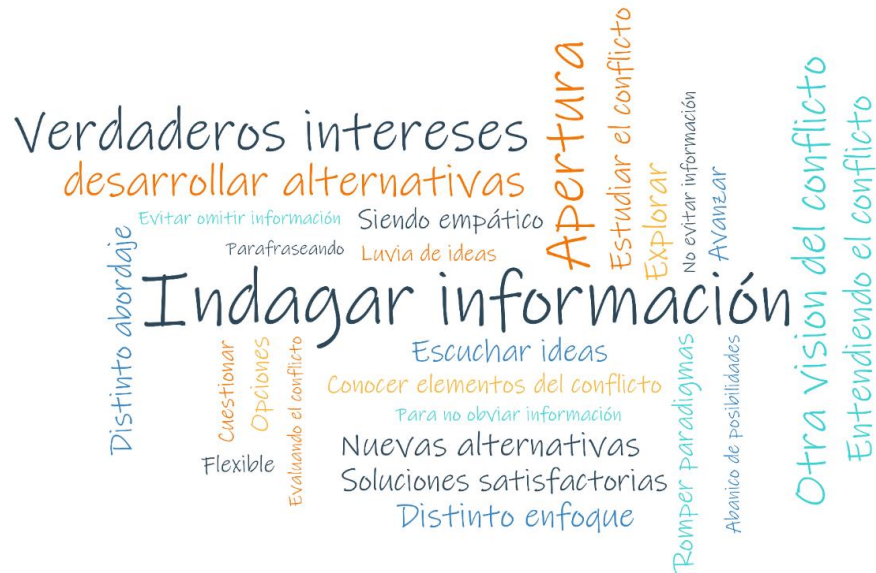 Verdaderos intereses
desarrollar alternativas
Evitar omitir información
Siendo empático
Parafraseando
Luvia de ideas
Apertura
Estudiar el conflicto
Explorar
No evitar información
Avanzar
Otra vision del conflicto
Entendiendo el conflicto
Distinto abordaje
Indagar información
Cuestionar
Opciones
Evaluando el conflicto
Flexible
Escuchar ideas
Conocer elementos del conflicto
Para no obviar información
Nuevas alternativas
Soluciones satisfactorias
Distinto enfoque
Romper paradigmas
Abanico de posibilidades